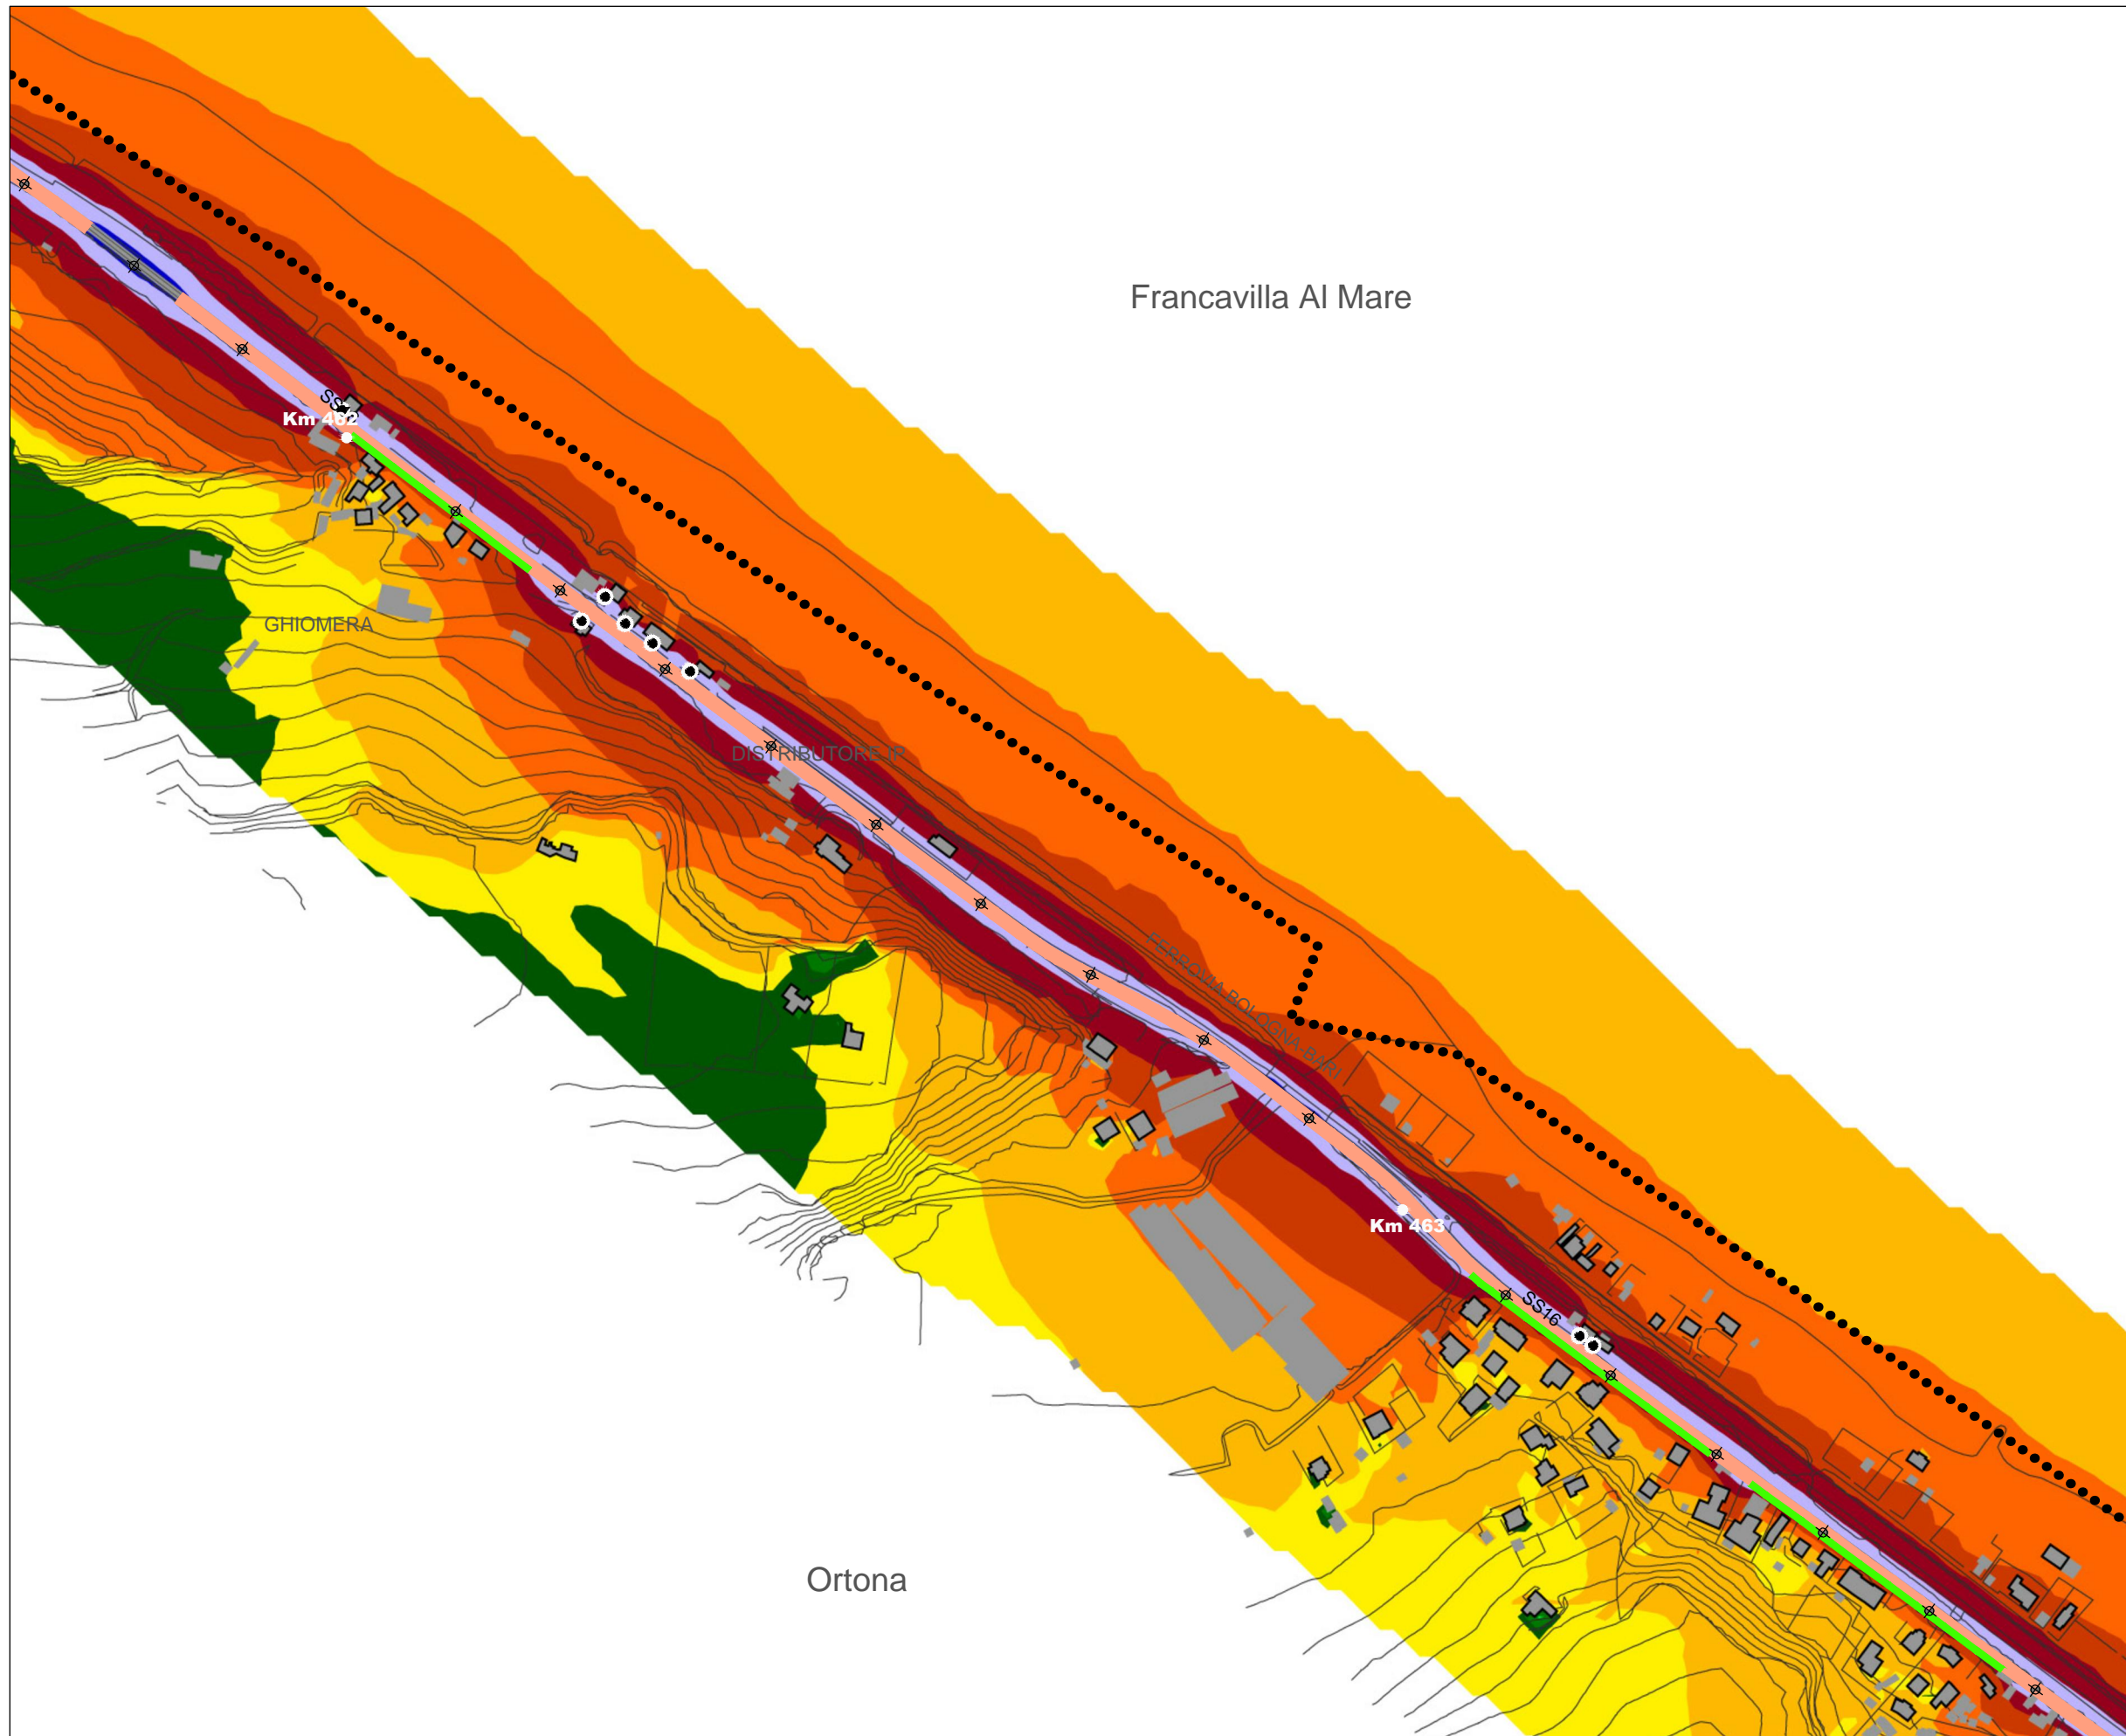 Francavilla Al Mare
Km 462
GHIOMERA
DISTRIBUTORE IP
FERROVIA BOLOGNA-BARI
Km 463
SS16
Ortona